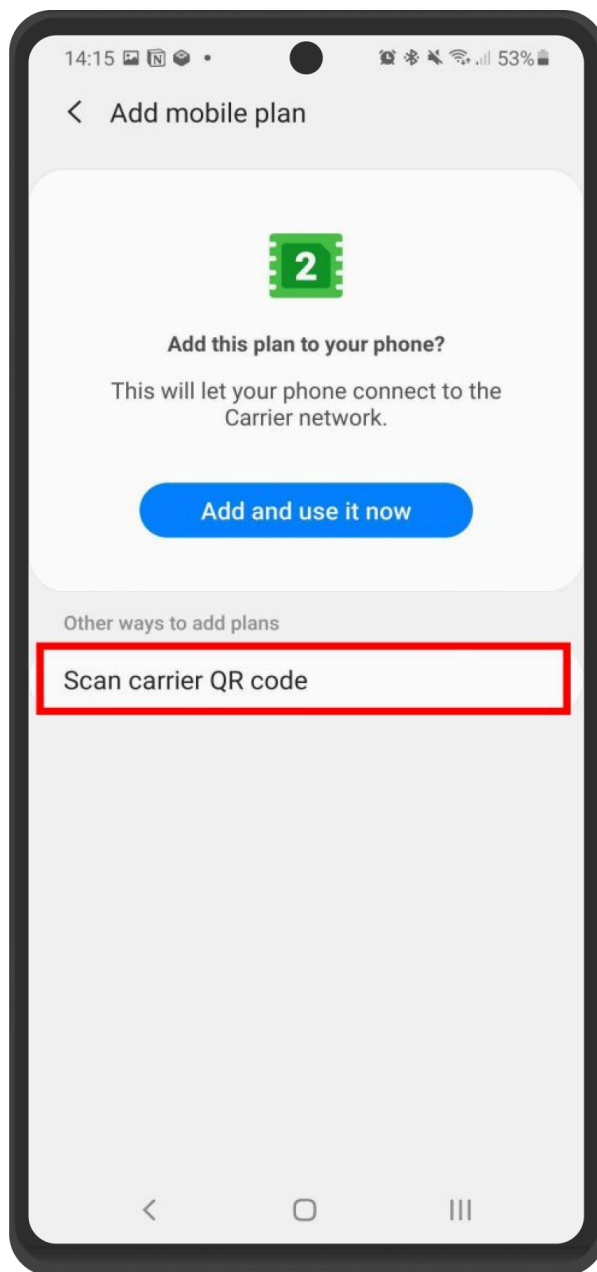 14:15
53%
Add mobile plan
2
Add this plan to your phone?
This will let your phone connect to the
Carrier network.
Add and use it now
Other ways to add plans
Scan carrier QR code